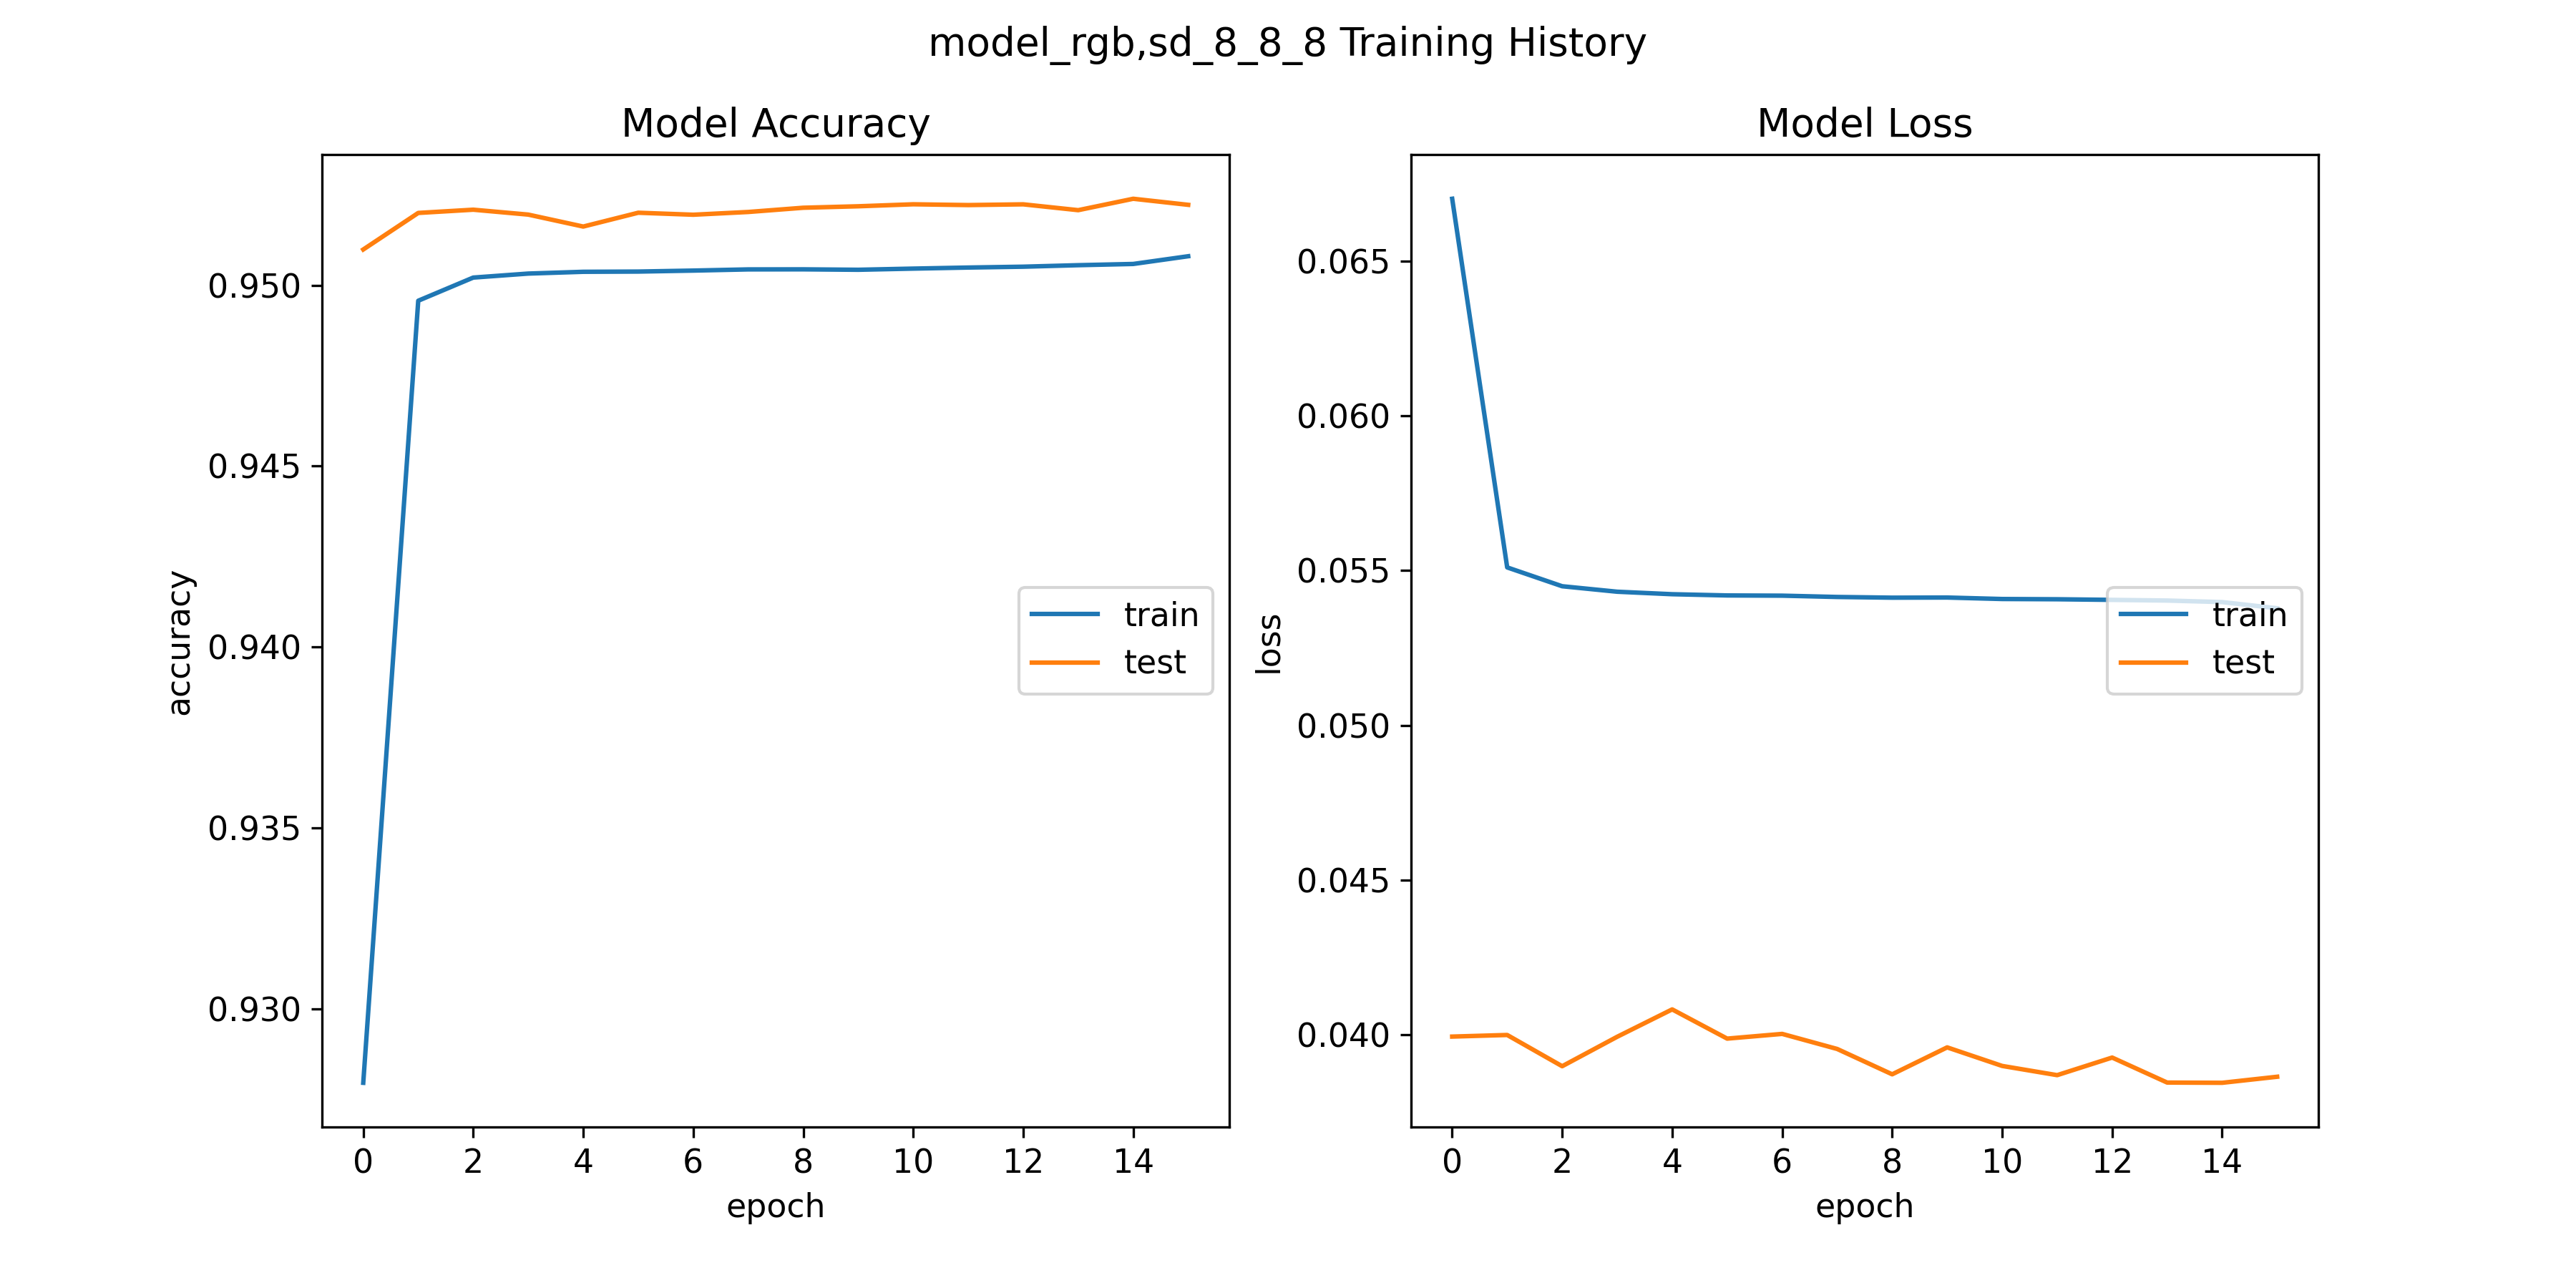 model_rgb,sd_8_8_8 Training History
Model Accuracy
accuracy
0.950
0.945
0.940
0.935
0.930
0 2 4 6 8 10 12 14
epoch
train
test
Model Loss
loss
0.065
0.060
0.055
0.050
0.045
0.040
0 2 4 6 8 10 12 14
epoch
train
test